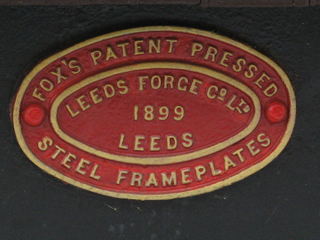 FOX'S PATENT PRESSED
LEEDS FORGE Co LTD
1899
LEEDS
STEEL FRAMEPLATES